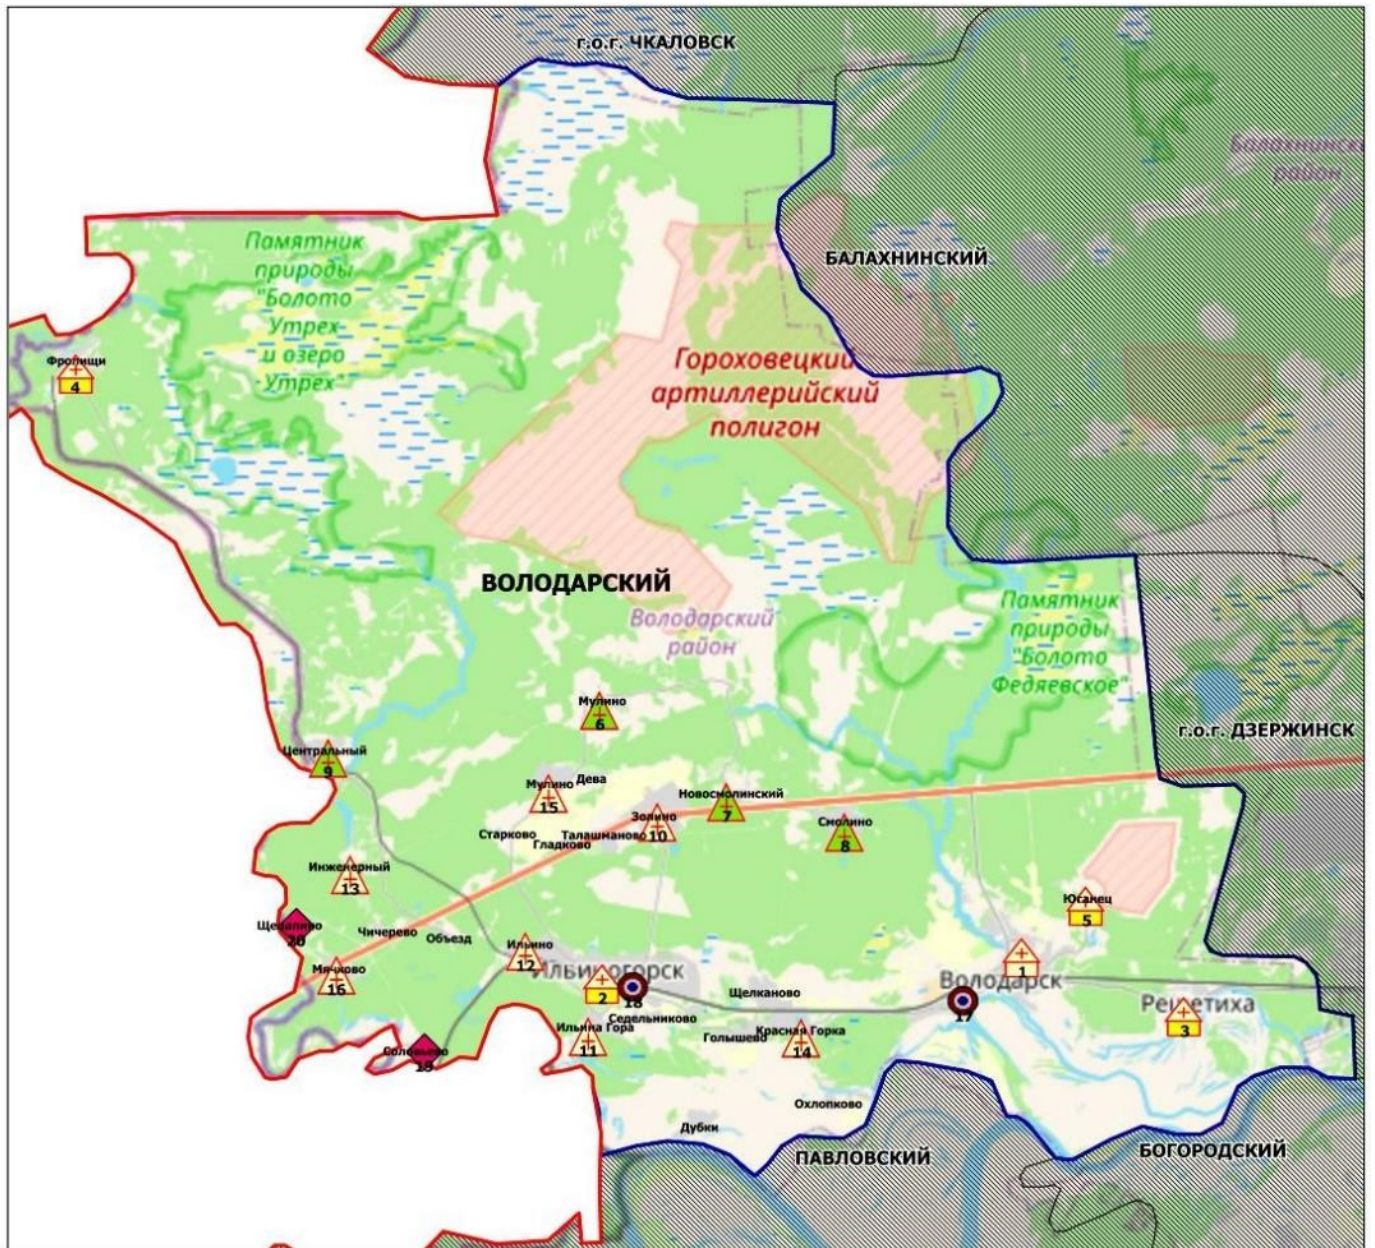 г.о.г. ЧКАЛОВСК
Балахнинск
район
Памятник
природы
"Болото
Утрех
и озеро
Утрех"
БАЛАХНИНСКИЙ
Фролищи
4
Гороховецкий
артиллерийский
полигон
ВОЛОДАРСКИЙ
Володарский
район
Памятник
природы
"Болото
Федяевское"
Мулино
6
г.о.г. ДЗЕРЖИНСК
Центральный
9
Мулино
15
Дева
Новосмолинский
7
Золино
10
Смолино
8
Старково
Талашманово
Гладково
Инженерный
13
Юганец
5
Щепалино
20
Чичерево
Объезд
Ильино
12
Ильиногорск
2
18
Мячково
16
Володарск
1
17
Щелканово
Решетиха
3
Седельниково
Ильина Гора
11
Голышево
Красная Горка
14
Соловьево
19
Охлопково
Дубки
ПАВЛОВСКИЙ
БОГОРОДСКИЙ